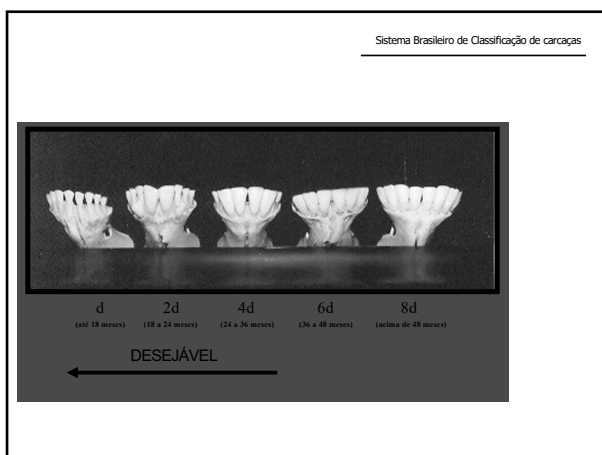 Sistema Brasileiro de Classificação de carcaças
d 2d 4d 6d 8d
(até 18 meses) (18 a 24 meses) (24 a 36 meses) (36 a 48 meses) (acima de 48 meses)
DESEJÁVEL